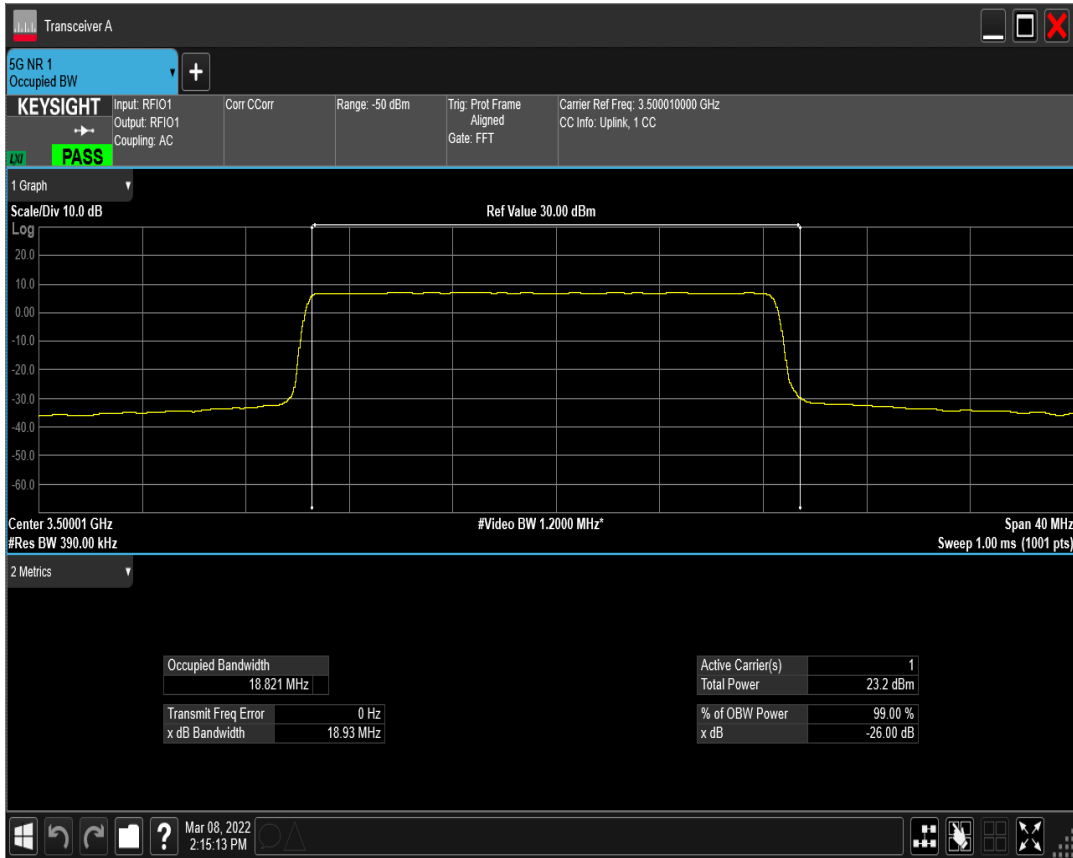 Transceiver A
5G NR 1
Occupied BW
+
KEYSIGHT
Input: RFIO1
Output: RFIO1
Coupling: AC
LXI
PASS
Corr CCorr
Range: -50 dBm
Trig: Prot Frame
Aligned
Gate: FFT
Carrier Ref Freq: 3.500010000 GHz
CC Info: Uplink, 1 CC
1 Graph
Scale/Div 10.0 dB
Ref Value 30.00 dBm
Log
20.0
10.0
0.00
-10.0
-20.0
-30.0
-40.0
-50.0
-60.0
Center 3.50001 GHz
#Video BW 1.2000 MHz*
Span 40 MHz
#Res BW 390.00 kHz
Sweep 1.00 ms (1001 pts)
2 Metrics
Occupied Bandwidth
18.821 MHz
Transmit Freq Error 0 Hz
x dB Bandwidth 18.93 MHz
Active Carrier(s) 1
Total Power 23.2 dBm
% of OBW Power 99.00 %
x dB -26.00 dB
?
Mar 08, 2022
2:15:13 PM